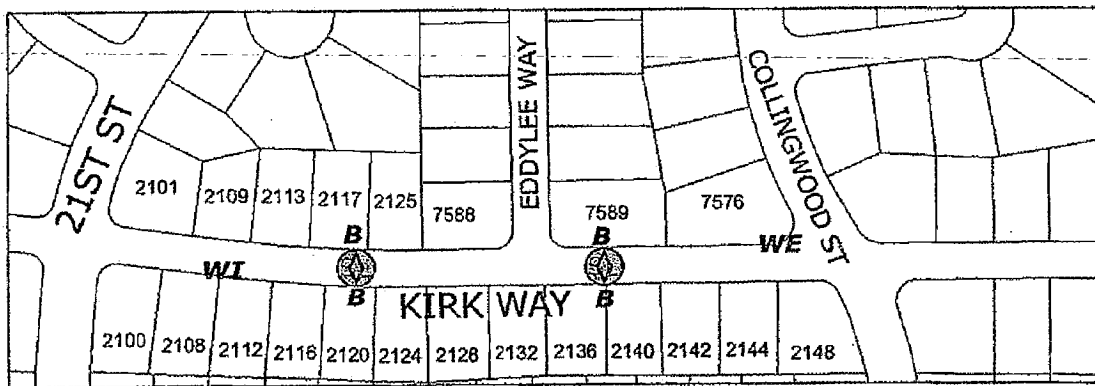 21ST ST
EDDYLEE WAY
COLLINGWOOD ST
2101 2109 2113 2117 2125 7588 7589 7576
B B
WI WE
B B
KIRK WAY
2100 2108 2112 2116 2120 2124 2128 2132 2136 2140 2142 2144 2148